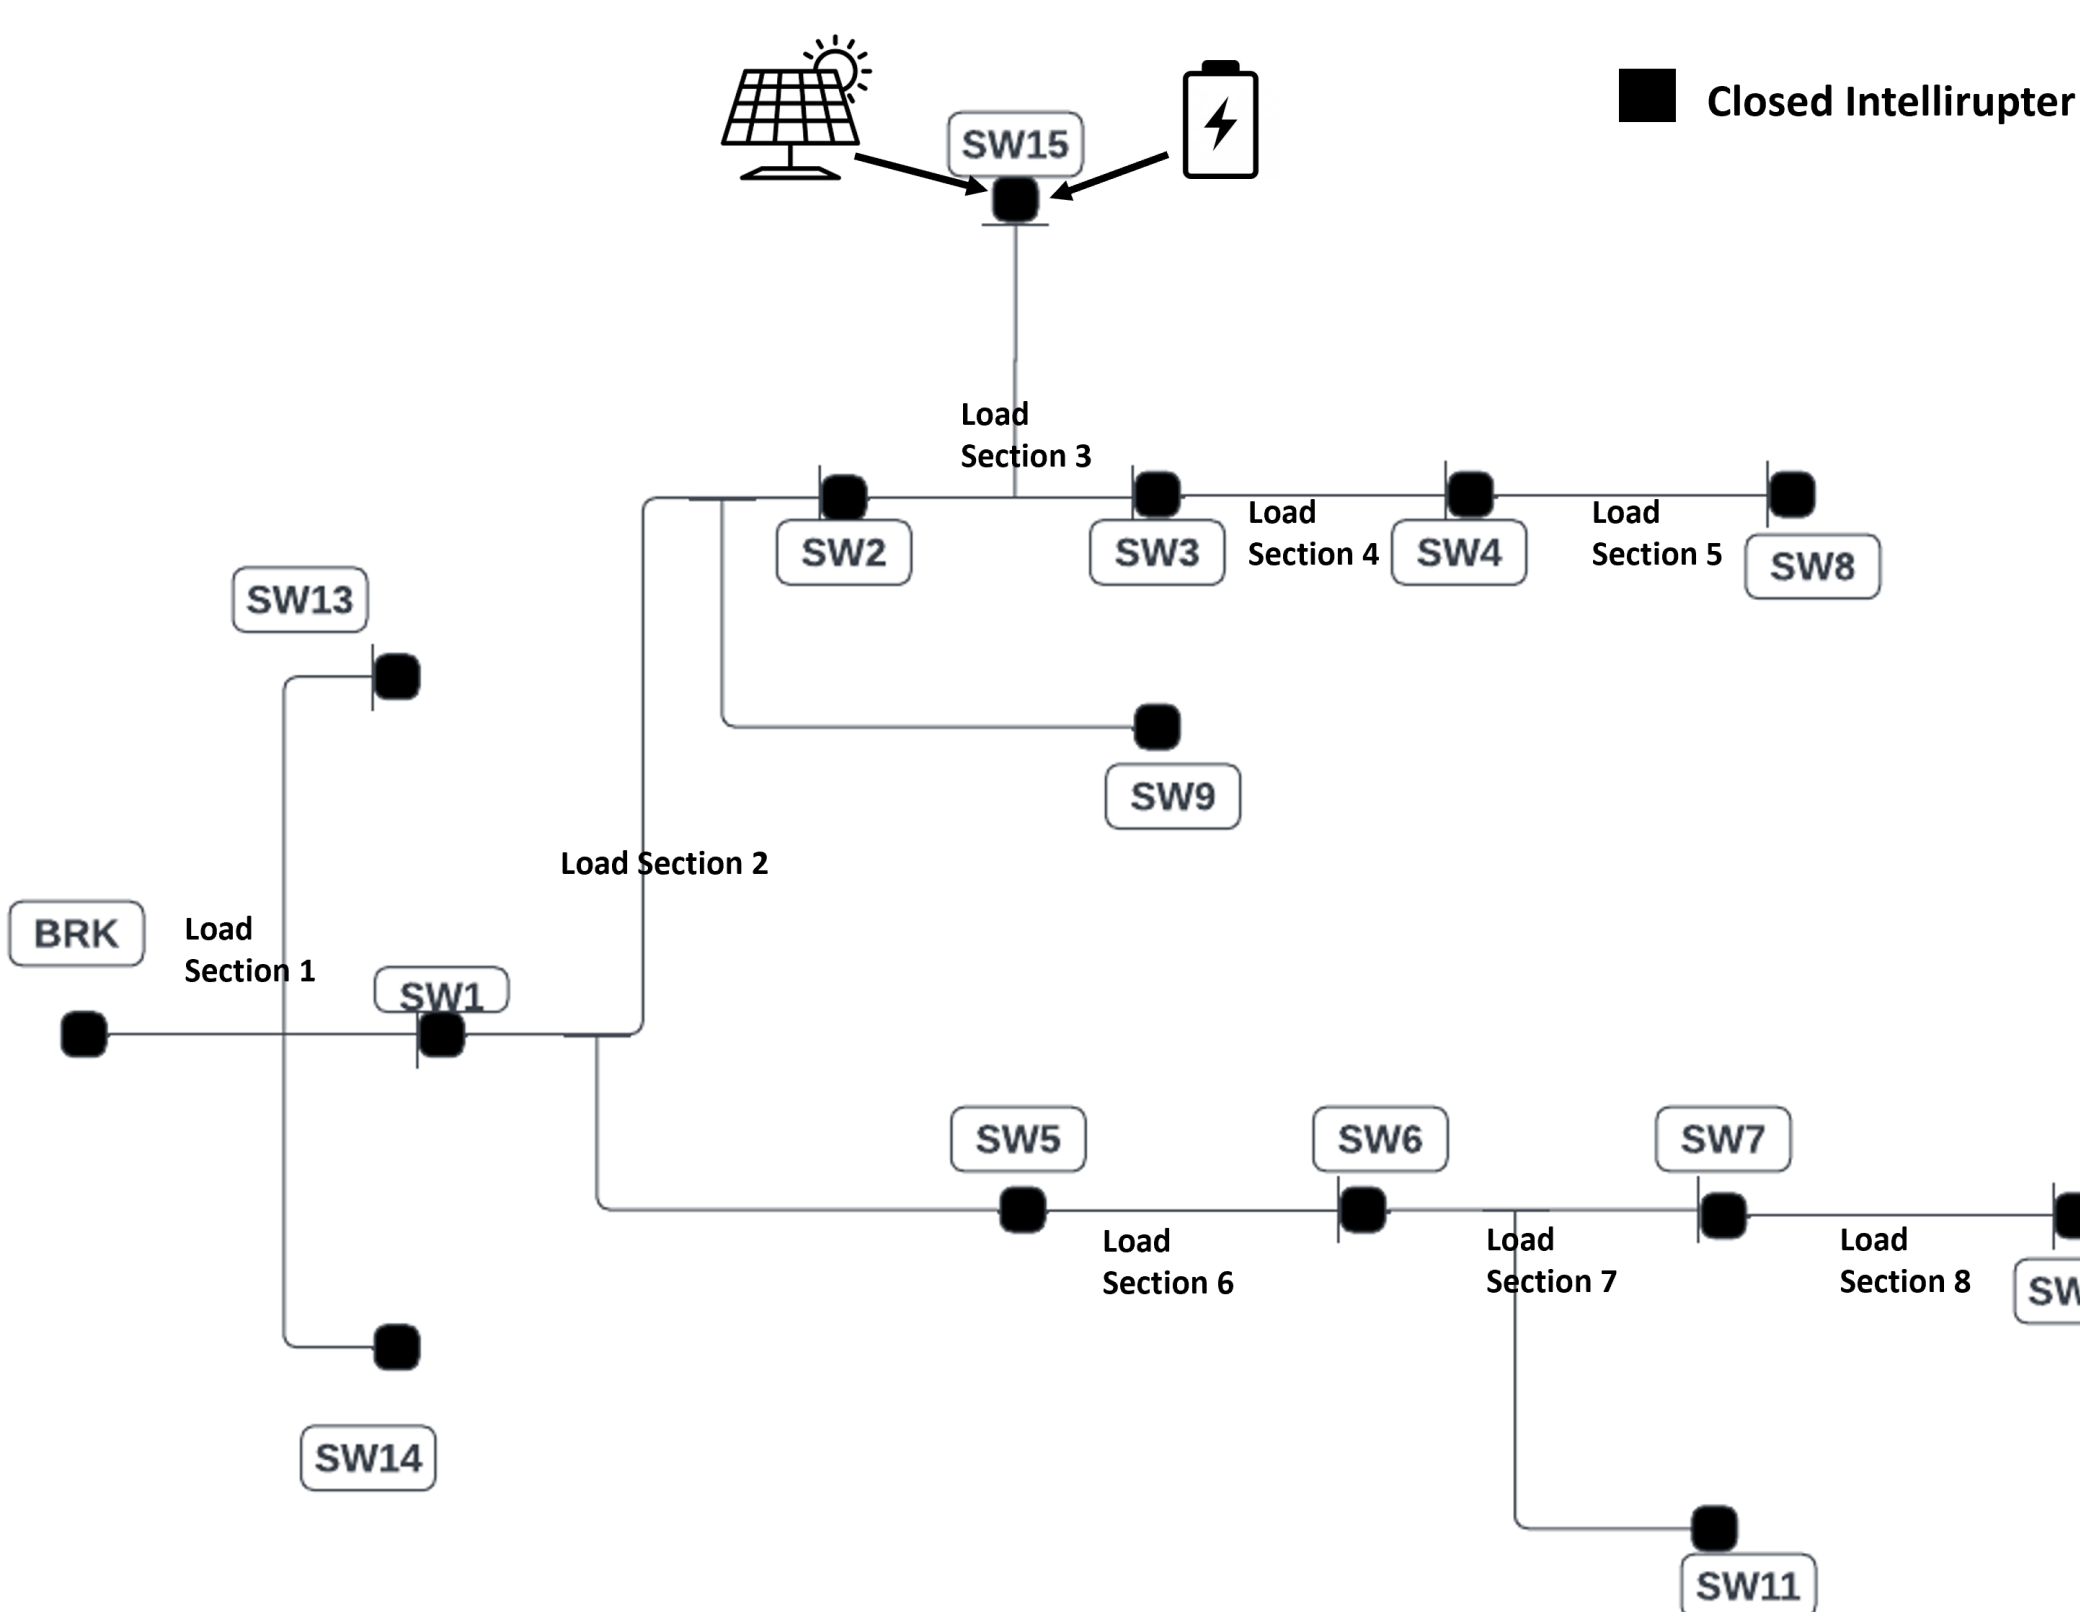 Closed Intellirupter
SW15
Load
Section 3
SW2
SW3
Load
Section 4
SW4
Load
Section 5
SW8
SW13
SW9
Load Section 2
BRK
Load
Section 1
SW1
SW5
SW6
SW7
Load
Section 6
Load
Section 7
Load
Section 8
SW14
SW11